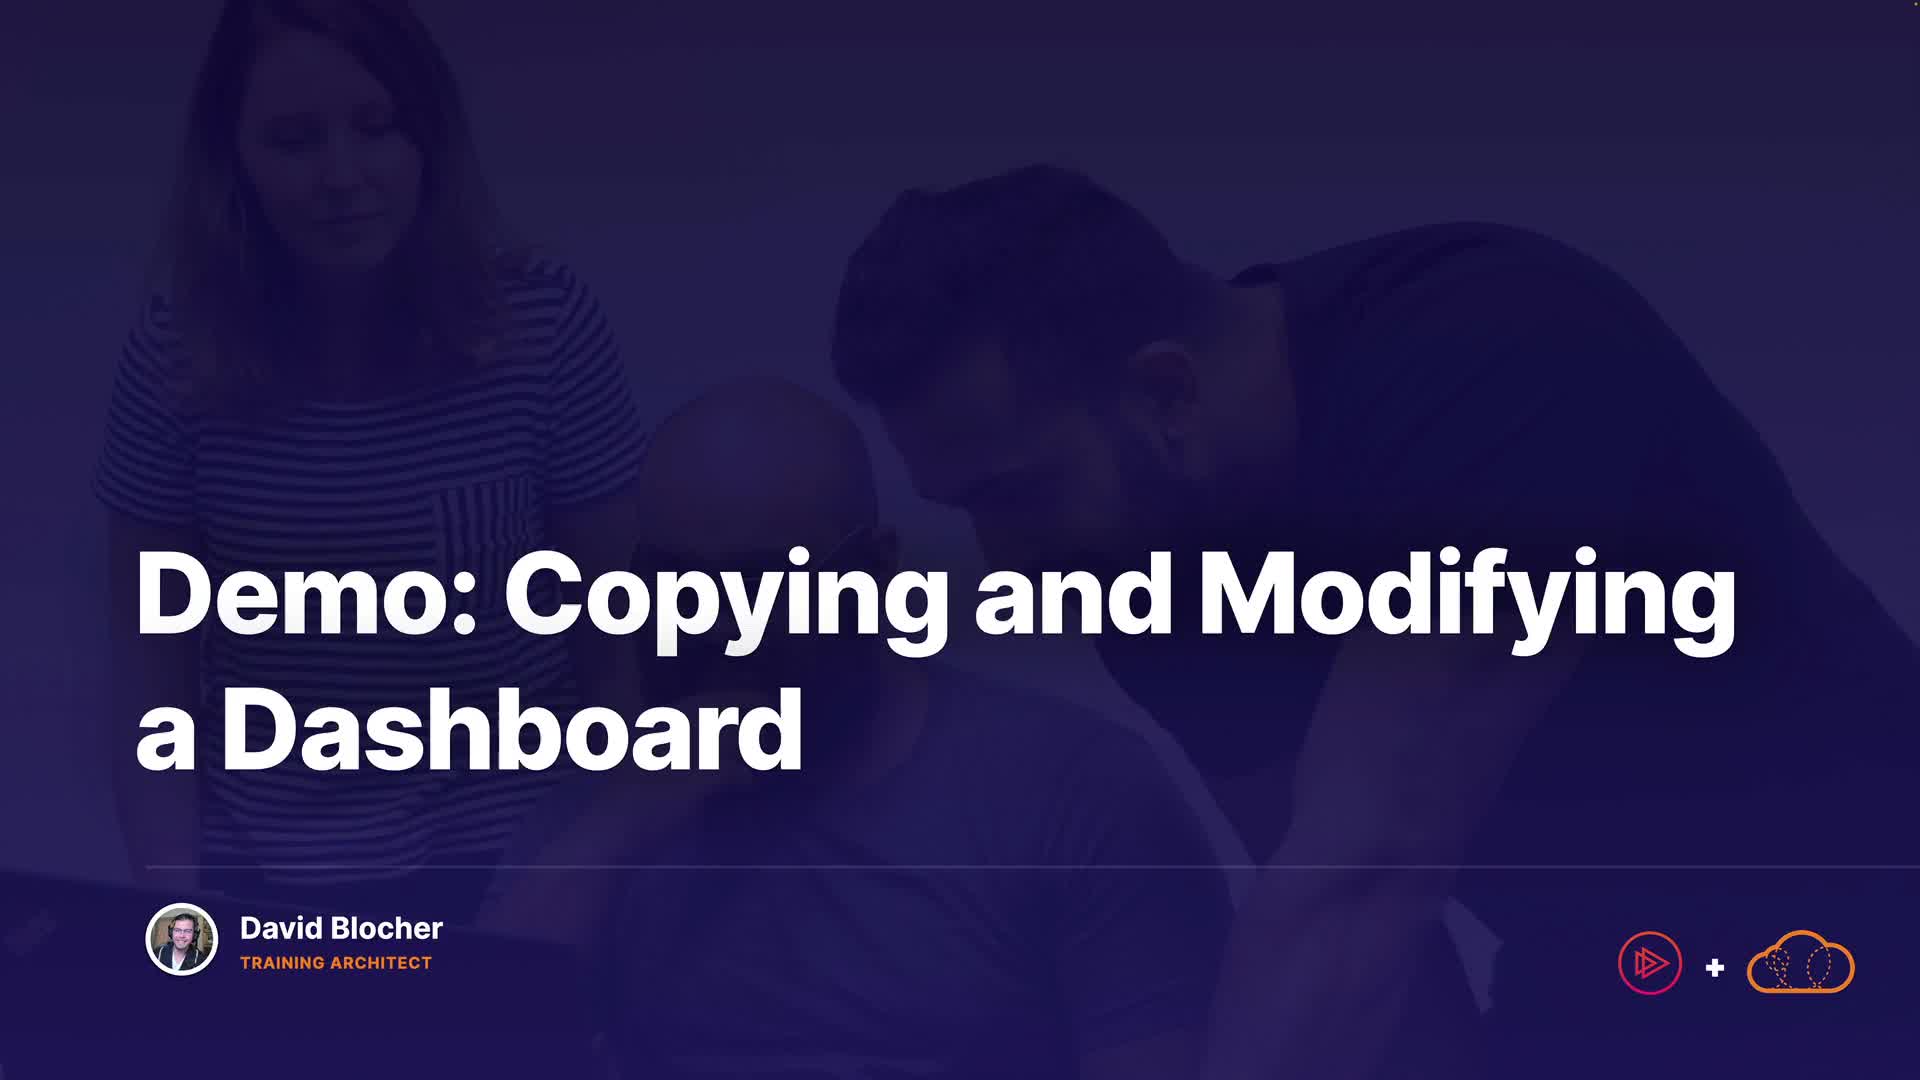 Demo: Copying and Modifying
a Dashboard
David Blocher
TRAINING ARCHITECT
+